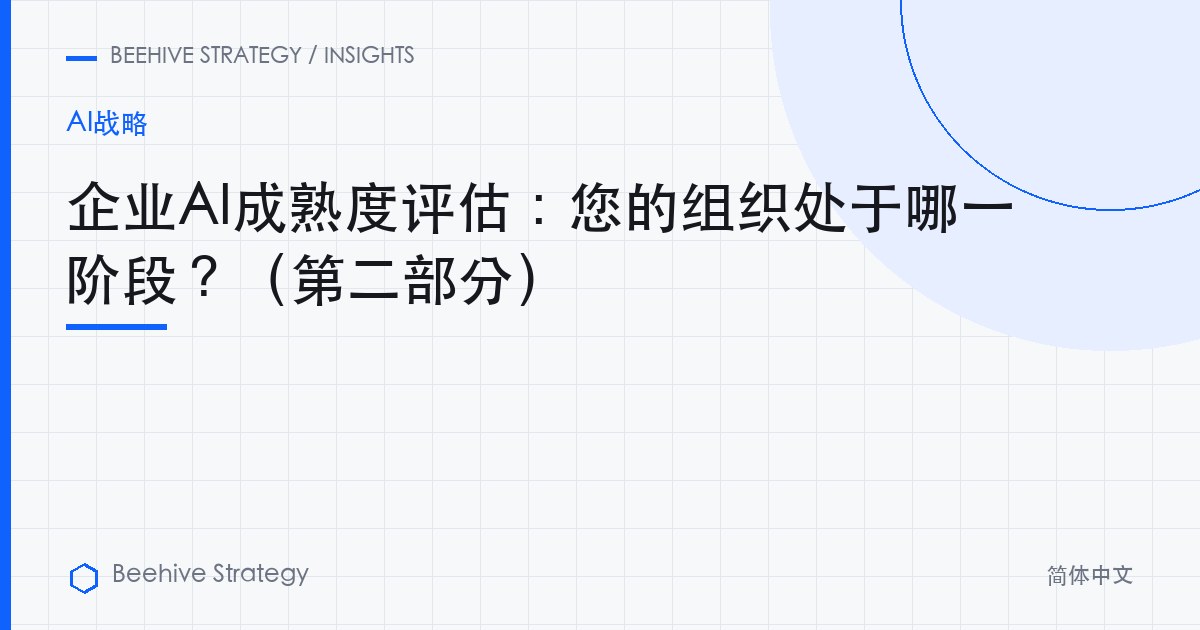 BEEHIVE STRATEGY / INSIGHTS
AI战略
企业AI成熟度评估：您的组织处于哪一
阶段？（第二部分）
Beehive Strategy
简体中文